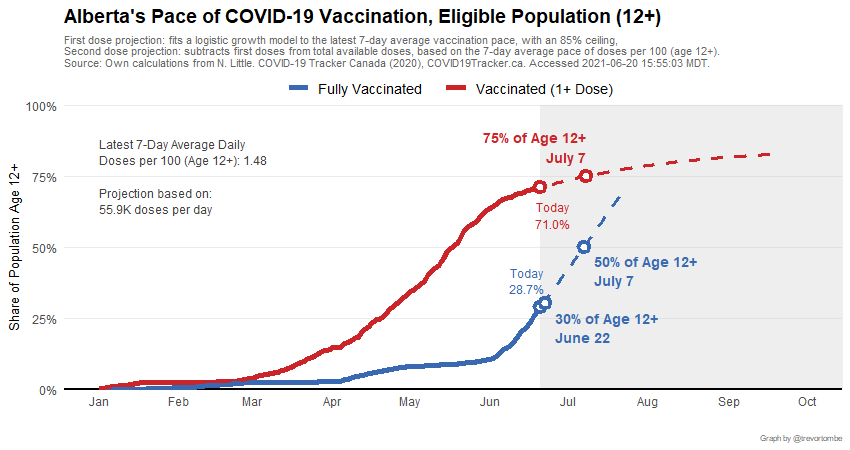 Alberta's Pace of COVID-19 Vaccination, Eligible Population (12+)
First dose projection: fits a logistic growth model to the latest 7-day average vaccination pace, with an 85% ceiling,
Second dose projection: subtracts first doses from total available doses, based on the 7-day average pace of doses per 100 (age 12+).
Source: Own calculations from N. Little. COVID-19 Tracker Canada (2020), COVID19Tracker.ca. Accessed 2021-06-20 15:55:03 MDT.
Fully Vaccinated
Vaccinated (1+ Dose)
Share of Population Age 12+
100%
75%
50%
25%
0%
Latest 7-Day Average Daily
Doses per 100 (Age 12+): 1.48
Projection based on:
55.9K doses per day
75% of Age 12+
July 7
Today
71.0%
Today
28.7%
50% of Age 12+
July 7
30% of Age 12+
June 22
Jan
Feb
Mar
Apr
May
Jun
Jul
Aug
Sep
Oct
Graph by @trevortombe